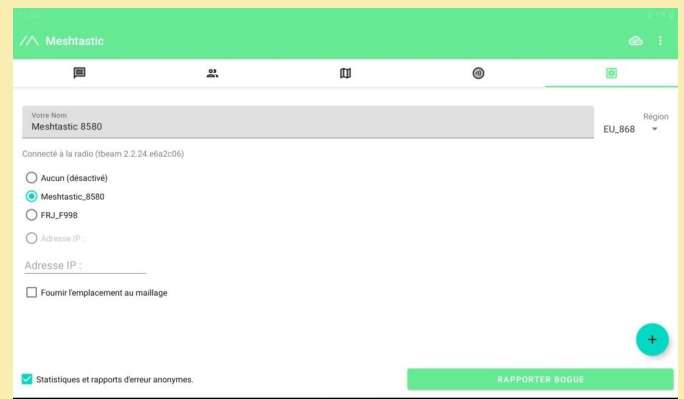 Meshtastic
Votre Nom
Meshtastic 8580
Région
EU_868
Connecté à la radio (tbeam 2.2.24.e6a2c06)
Aucun (désactivé)
Meshtastic_8580
FRJ_F998
Adresse IP :
Adresse IP :
Fournir l'emplacement au maillage
+
Statistiques et rapports d'erreur anonymes.
RAPPORTER BOGUE